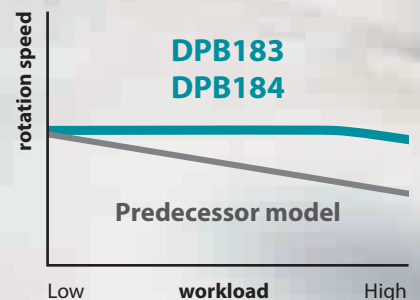 rotation speed
DPB183
DPB184
Predecessor model
Low workload High